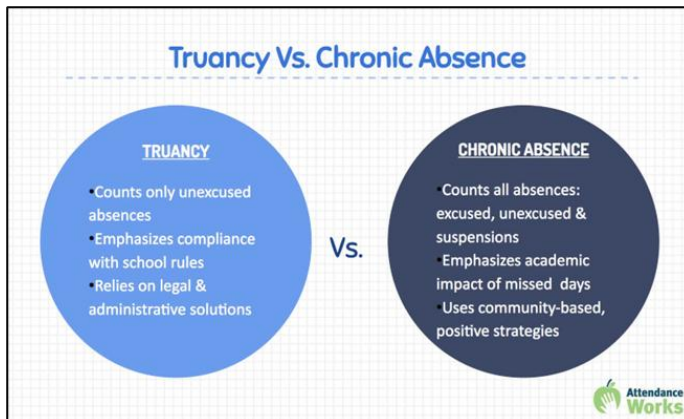 Truancy Vs. Chronic Absence
TRUANCY
•Counts only unexcused
absences
•Emphasizes compliance
with school rules
•Relies on legal &
administrative solutions
Vs.
CHRONIC ABSENCE
•Counts all absences:
excused, unexcused &
suspensions
•Emphasizes academic
impact of missed days
•Uses community-based,
positive strategies
Attendance
Works